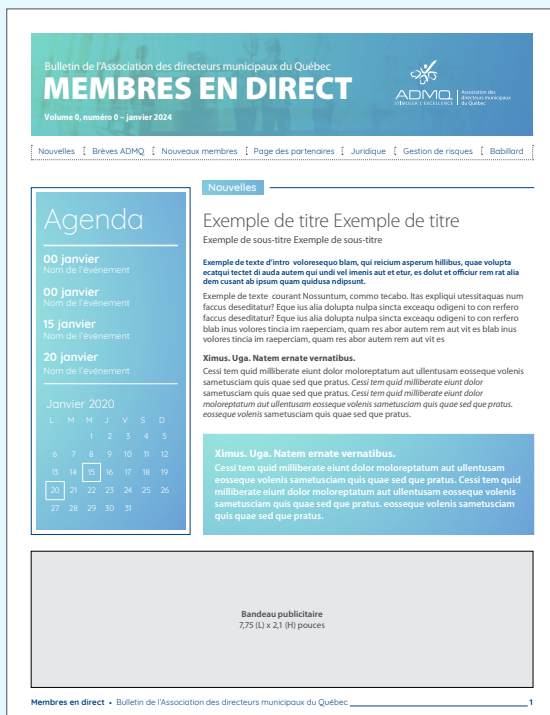 Bulletin de l'Association des directeurs municipaux du Québec
MEMBRES EN DIRECT
Volume 0, numéro 0 – janvier 2024
ADMQ
STIMULER L'EXCELLENCE
Association des
directeurs municipaux
du Québec
Nouvelles Brèves ADMQ Nouveaux membres Page des partenaires Juridique Gestion de risques Babillard
Agenda
00 janvier
Nom de l'événement
00 janvier
Nom de l'événement
15 janvier
Nom de l'événement
20 janvier
Nom de l'événement
Janvier 2020
L M M J V S D
1 2 3 4 5
6 7 8 9 10 11 12
13 14 15 16 17 18 19
20 21 22 23 24 25 26
27 28 29 30 31
Nouvelles
Exemple de titre Exemple de titre
Exemple de sous-titre Exemple de sous-titre
Exemple de texte d'intro voloresequo blam, qui reicium asperum hillibus, quae volupta
ecatqui tectet di auda autem qui undi vel imenis aut et etur, es dolut et officiur rem rat alia
dem cusant ab ipsum quam quidusa ndipsunt.
Exemple de texte courant Nossuntum, commo tecabo. Itas expliqui utessitaquas num
faccus deseditatur? Eque ius alia dolupta nulpa sincta exceaqu odigeni to con rerfero
faccus deseditatur? Eque ius alia dolupta nulpa sincta exceaqu odigeni to con rerfero
blab inus volores tincia im raeperciam, quam res abor autem rem aut vit es blab inus
volores tincia im raeperciam, quam res abor autem rem aut vit es
Ximus. Uga. Natem ernate vernatibus.
Cessi tem quid milliberate eiunt dolor moloreptatum aut ullentusam eosseque volenis
sametusciam quis quae sed que pratus. Cessi tem quid milliberate eiunt dolor
sametusciam quis quae sed que pratus. Cessi tem quid milliberate eiunt dolor
moloreptatum aut ullentusam eosseque volenis sametusciam quis quae sed que pratus.
eosseque volenis sametusciam quis quae sed que pratus.
Ximus. Uga. Natem ernate vernatibus.
Cessi tem quid milliberate eiunt dolor moloreptatum aut ullentusam
eosseque volenis sametusciam quis quae sed que pratus. Cessi tem quid
milliberate eiunt dolor moloreptatum aut ullentusam eosseque volenis
sametusciam quis quae sed que pratus. eosseque volenis sametusciam
quis quae sed que pratus.
Bandeau publicitaire
7,75 (L) x 2,1 (H) pouces
Membres en direct • Bulletin de l'Association des directeurs municipaux du Québec 1